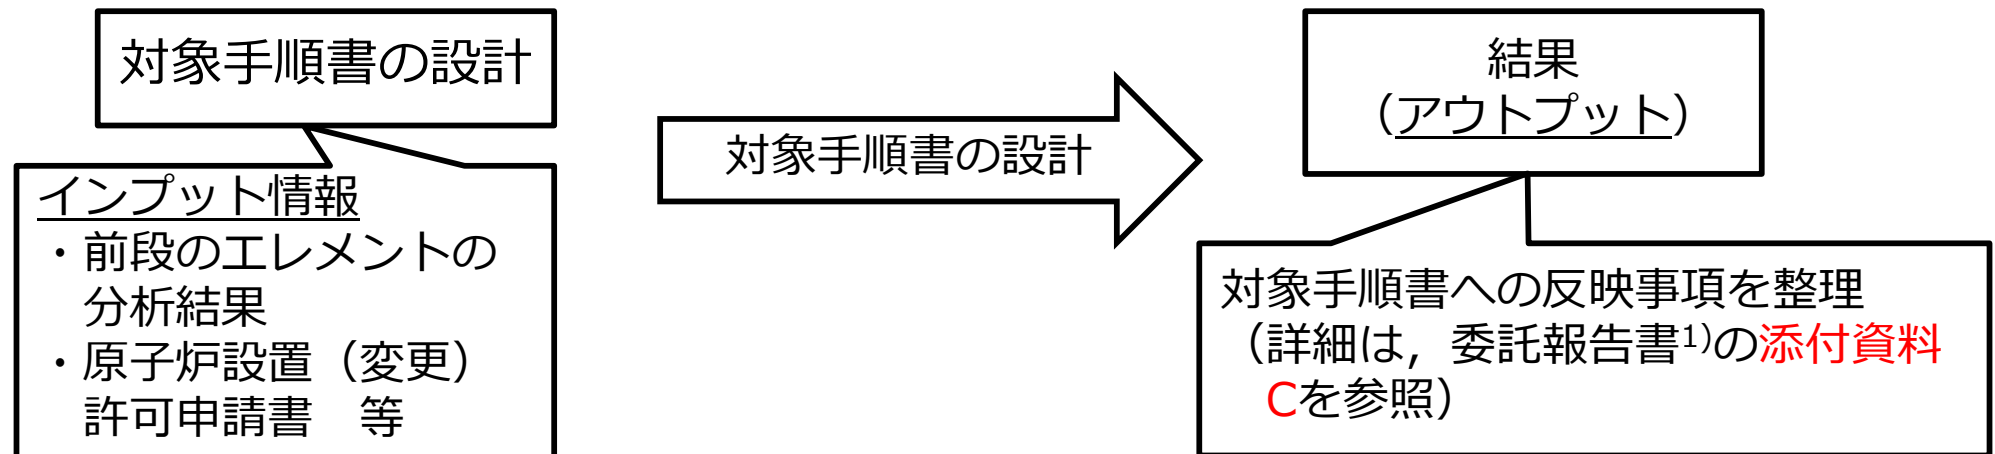 対象手順書の設計
インプット情報
・前段のエレメントの
分析結果
・原子炉設置（変更）
許可申請書　等
対象手順書の設計
結果
（アウトプット）
対象手順書への反映事項を整理
（詳細は，委託報告書1)の添付資料
Cを参照）